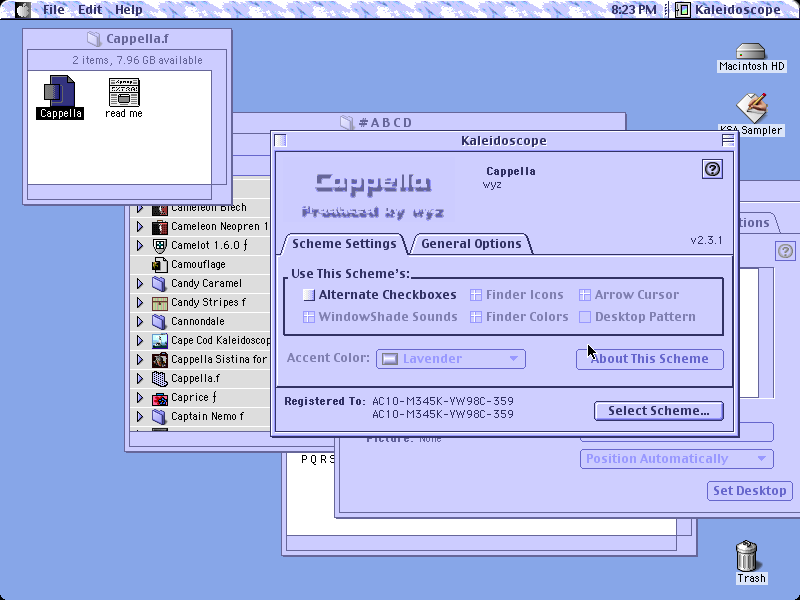 File Edit Help 8:23 PM Kaleidoscope
Cappella.f
2 items, 7.96 GB available
Cappella
read me
Macintosh HD
KSA Sampler
#ABCD
Kaleidoscope
Cappella
Produced by wyz
Cappella
wyz
v2.3.1
Scheme Settings
General Options
Use This Scheme's:
Alternate Checkboxes
Finder Icons
Arrow Cursor
WindowShade Sounds
Finder Colors
Desktop Pattern
Accent Color:
Lavender
About This Scheme
Registered To: AC10-M345K-YW98C-359
AC10-M345K-YW98C-359
Select Scheme...
Cameleon Blech
Cameleon Neopren 1
Camelot 1.6.0 ƒ
Camouflage
Candy Caramel
Candy Stripes f
Cannondale
Cape Cod Kaleidoscop
Cappella Sistina for
Cappella.f
Caprice ƒ
Captain Nemo f
Picture: None
Position Automatically
Set Desktop
PQRS
Trash